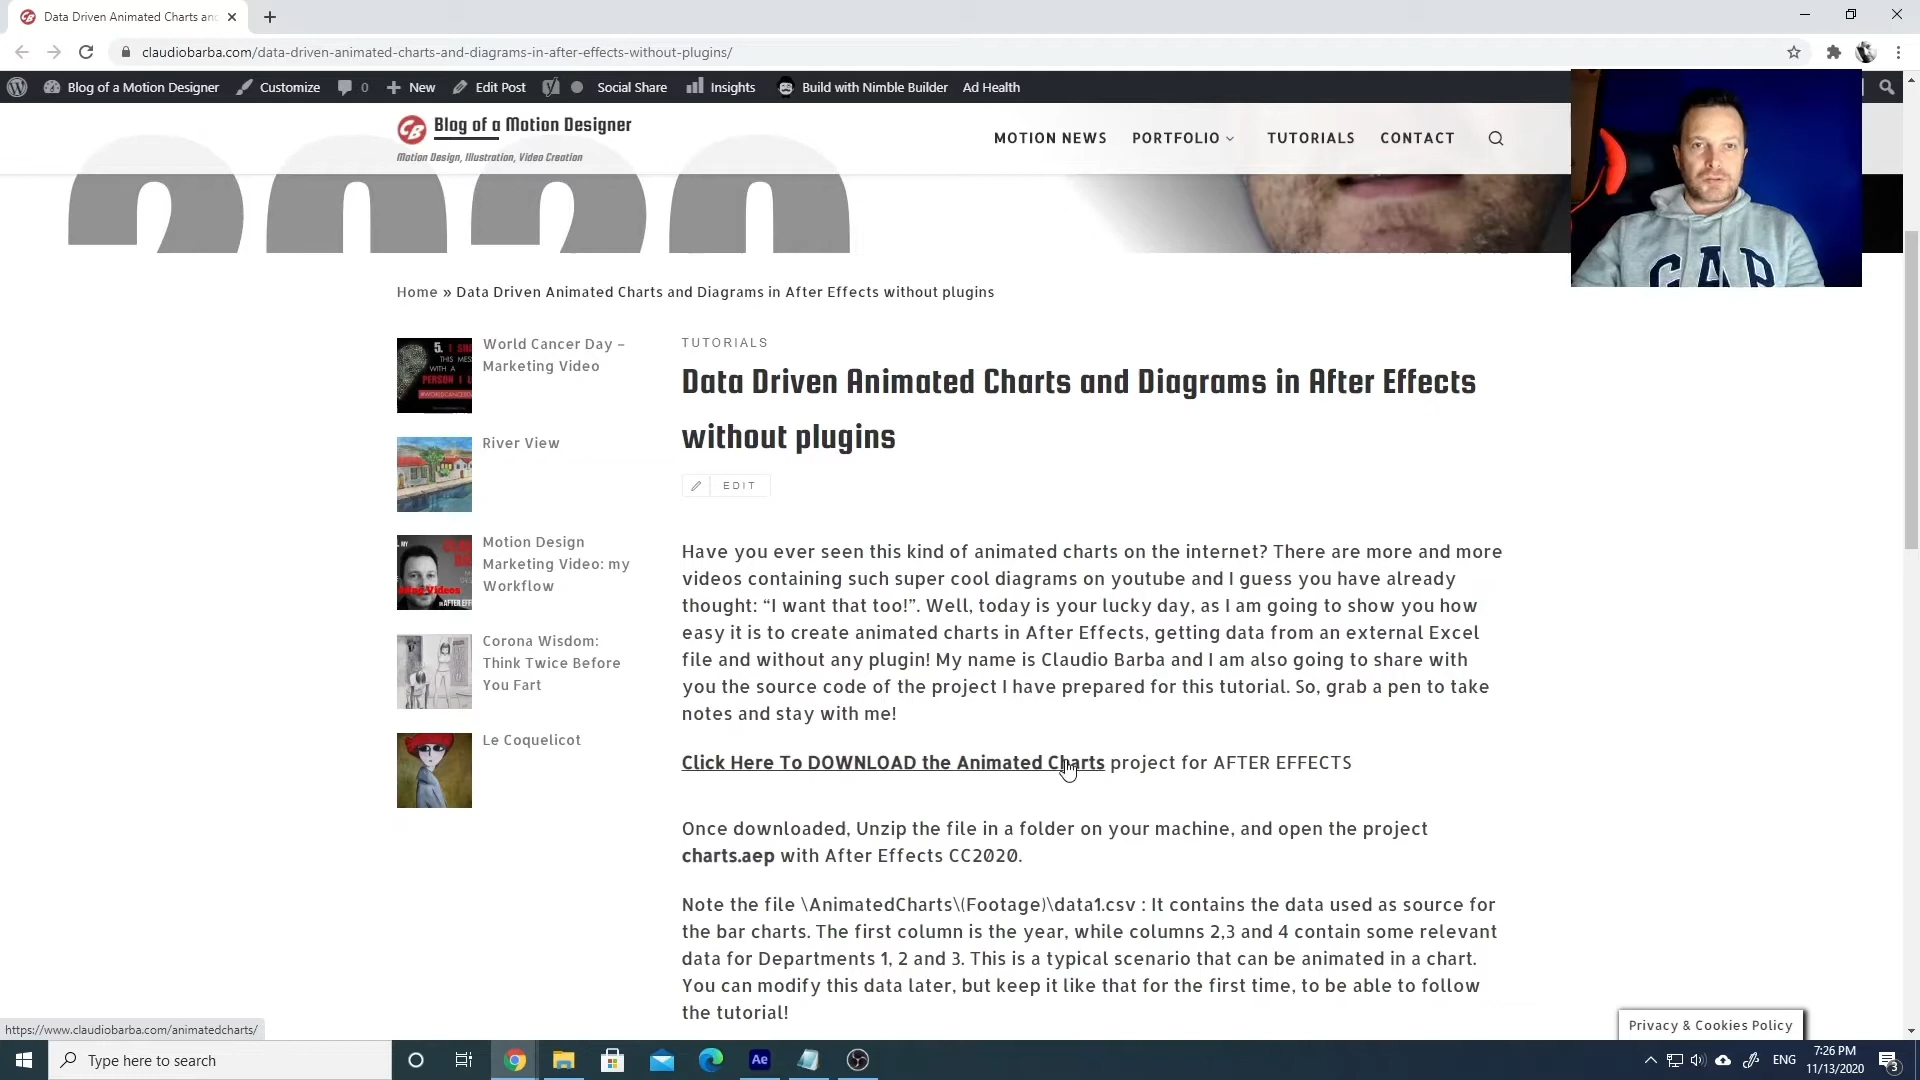 Data Driven Animated Charts and
claudiobarba.com/data-driven-animated-charts-and-diagrams-in-after-effects-without-plugins/
Blog of a Motion Designer Customize 0 New Edit Post Social Share Insights Build with Nimble Builder Ad Health
CB Blog of a Motion Designer
Motion Design, Illustration, Video Creation
MOTION NEWS PORTFOLIO TUTORIALS CONTACT
2020
GAP
Home » Data Driven Animated Charts and Diagrams in After Effects without plugins
World Cancer Day –
Marketing Video
River View
Motion Design
Marketing Video: my
Workflow
Corona Wisdom:
Think Twice Before
You Fart
Le Coquelicot
TUTORIALS
Data Driven Animated Charts and Diagrams in After Effects
without plugins
EDIT
Have you ever seen this kind of animated charts on the internet? There are more and more
videos containing such super cool diagrams on youtube and I guess you have already
thought: “I want that too!”. Well, today is your lucky day, as I am going to show you how
easy it is to create animated charts in After Effects, getting data from an external Excel
file and without any plugin! My name is Claudio Barba and I am also going to share with
you the source code of the project I have prepared for this tutorial. So, grab a pen to take
notes and stay with me!
Click Here To DOWNLOAD the Animated Charts project for AFTER EFFECTS
Once downloaded, Unzip the file in a folder on your machine, and open the project
charts.aep with After Effects CC2020.
Note the file \AnimatedCharts\(Footage)\data1.csv : It contains the data used as source for
the bar charts. The first column is the year, while columns 2,3 and 4 contain some relevant
data for Departments 1, 2 and 3. This is a typical scenario that can be animated in a chart.
You can modify this data later, but keep it like that for the first time, to be able to follow
the tutorial!
https://www.claudiobarba.com/animatedcharts/
Privacy & Cookies Policy
Type here to search
Ae
ENG
7:26 PM
11/13/2020
3